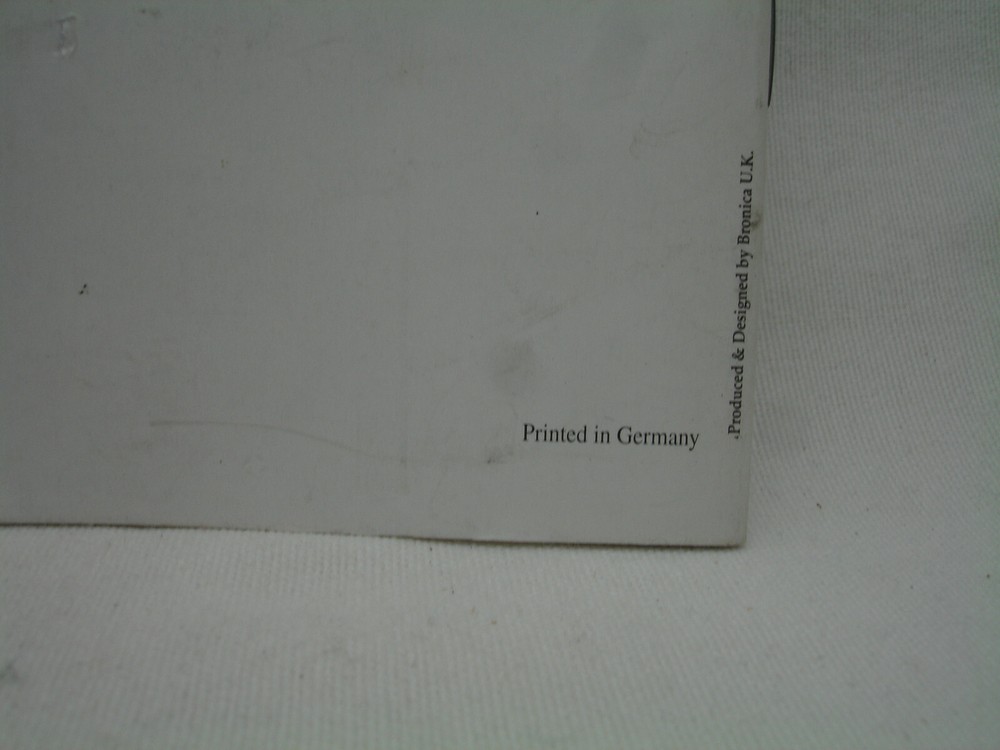 Printed in Germany
Produced & Designed by Bronica U.K.